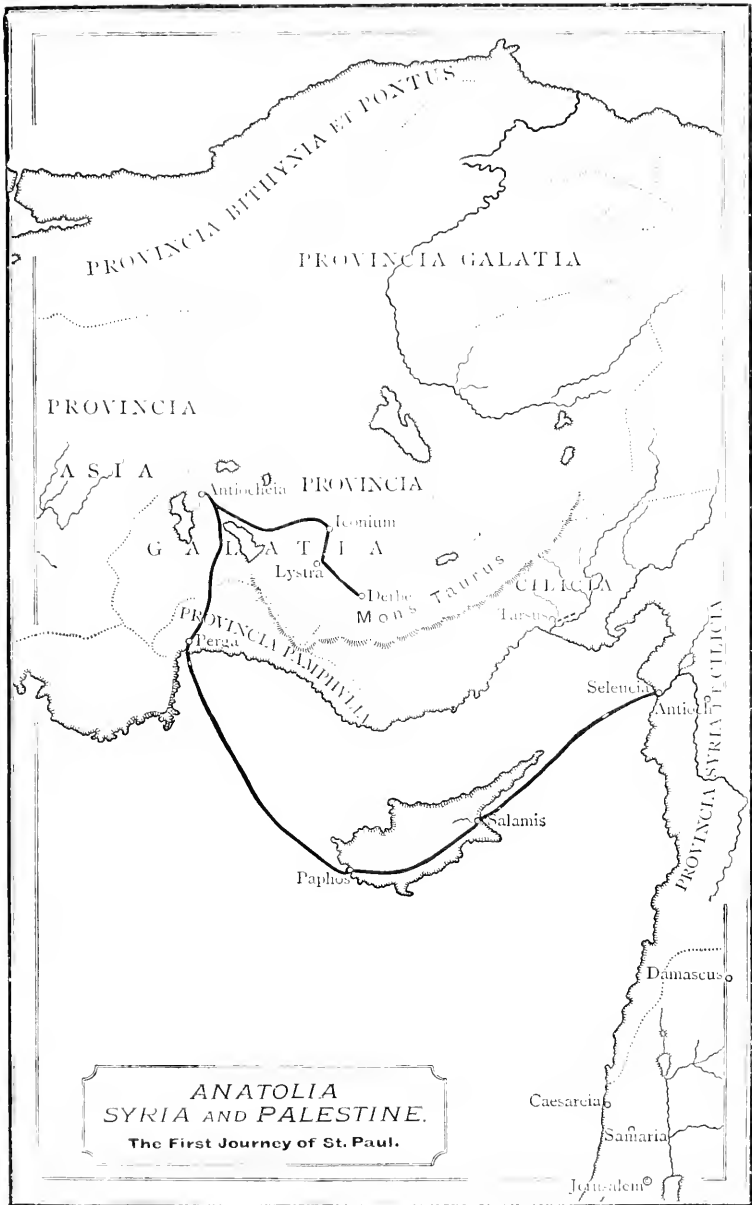 PROVINCIA BITHYNIA ET PONTUS
PROVINCIA GALATIA
PROVINCIA
ASIA
Antiocheia
PROVINCIA
Iconium
GALATIA
Lystra
Derbe
Mons Taurus
CILICIA
Tarsus
Perga
PROVINCIA PAMPHYLIA
Seleucia
Antioch
PROVINCIA SYRIA ET CILICIA
Salamis
Paphos
Damascus
Caesareia
Samaria
Jerusalem
ANATOLIA
SYRIA AND PALESTINE.
The First Journey of St. Paul.